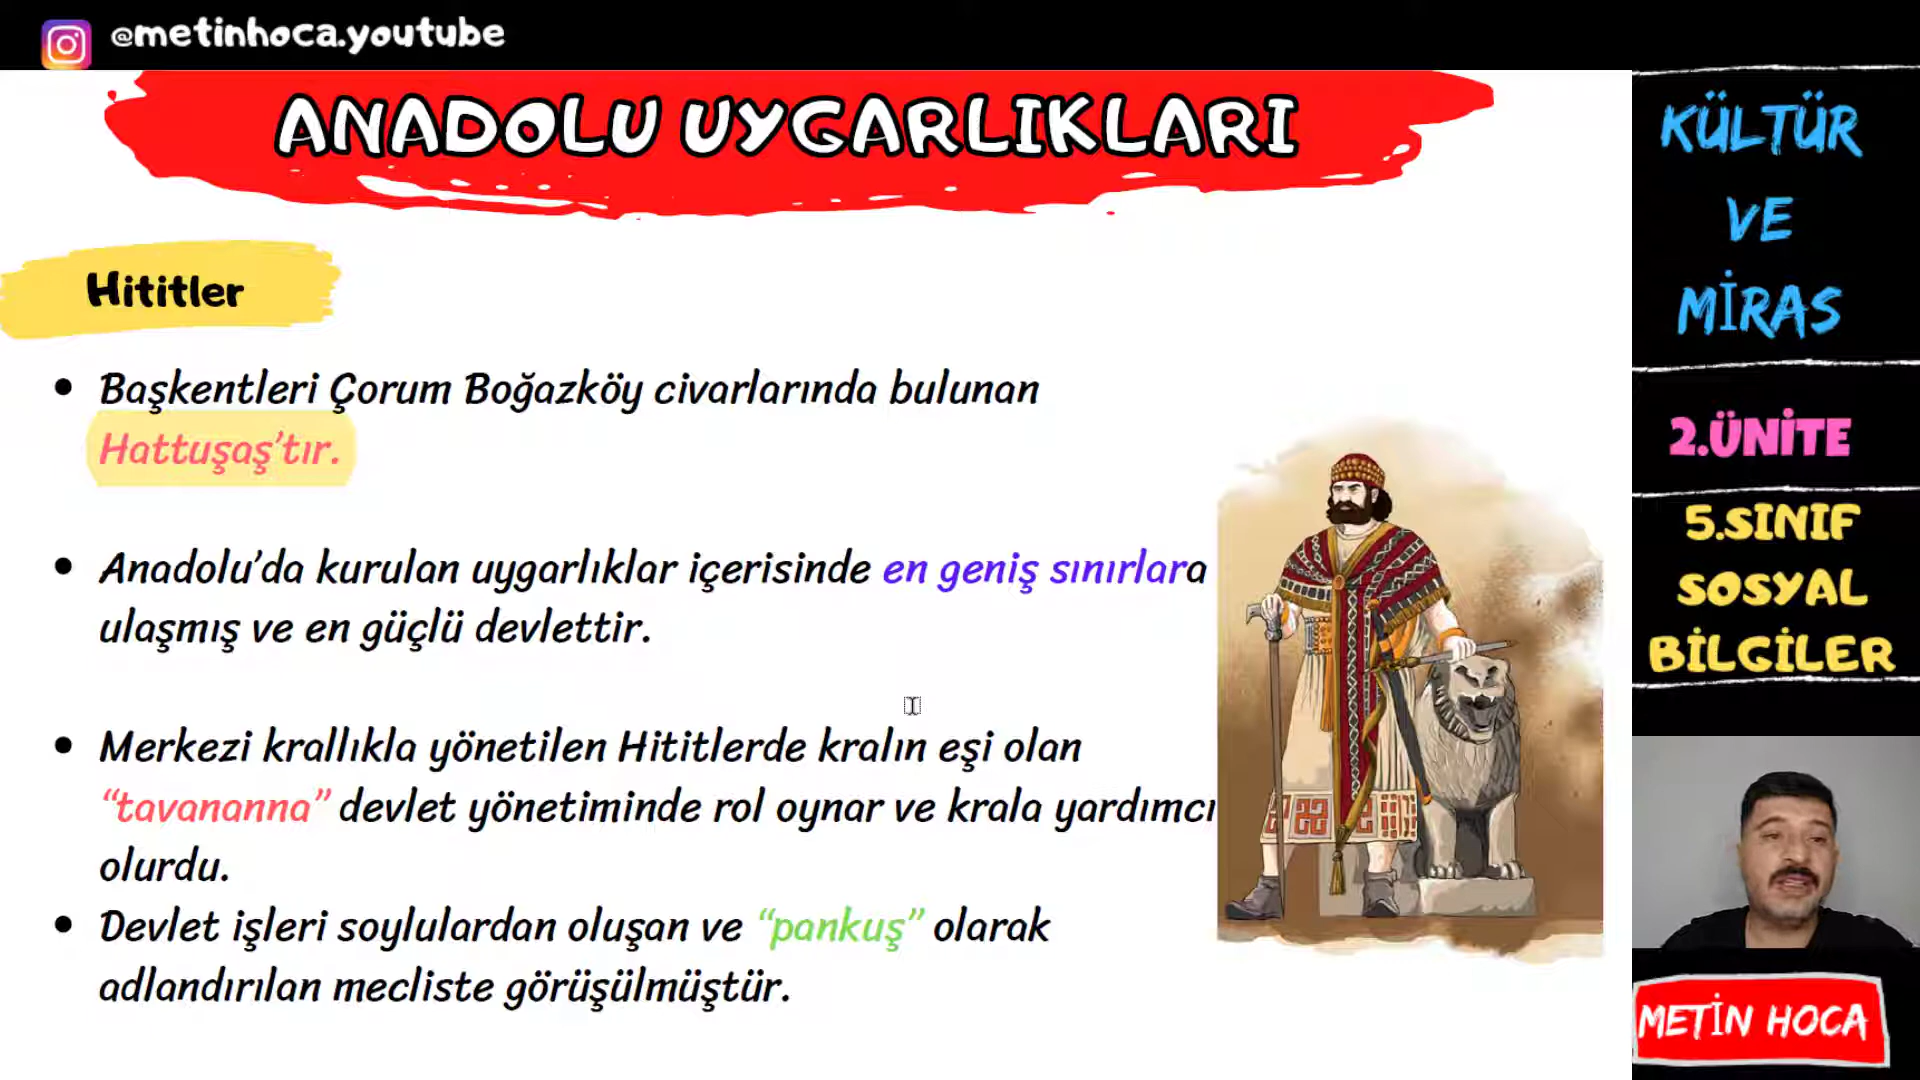 @metinhoca.youtube
ANADOLU UYGARLIKLARI
Hititler
• Başkentleri Çorum Boğazköy civarlarında bulunan
Hattuşaş'tır.
• Anadolu'da kurulan uygarlıklar içerisinde en geniş sınırlara
ulaşmış ve en güçlü devlettir.
• Merkezi krallıkla yönetilen Hititlerde kralın eşi olan
“tavananna” devlet yönetiminde rol oynar ve krala yardımcı
olurdu.
• Devlet işleri soylulardan oluşan ve “pankuş” olarak
adlandırılan mecliste görüşülmüştür.
KÜLTÜR
VE
MİRAS
2.ÜNİTE
5.SINIF
SOSYAL
BİLGİLER
METİN HOCA